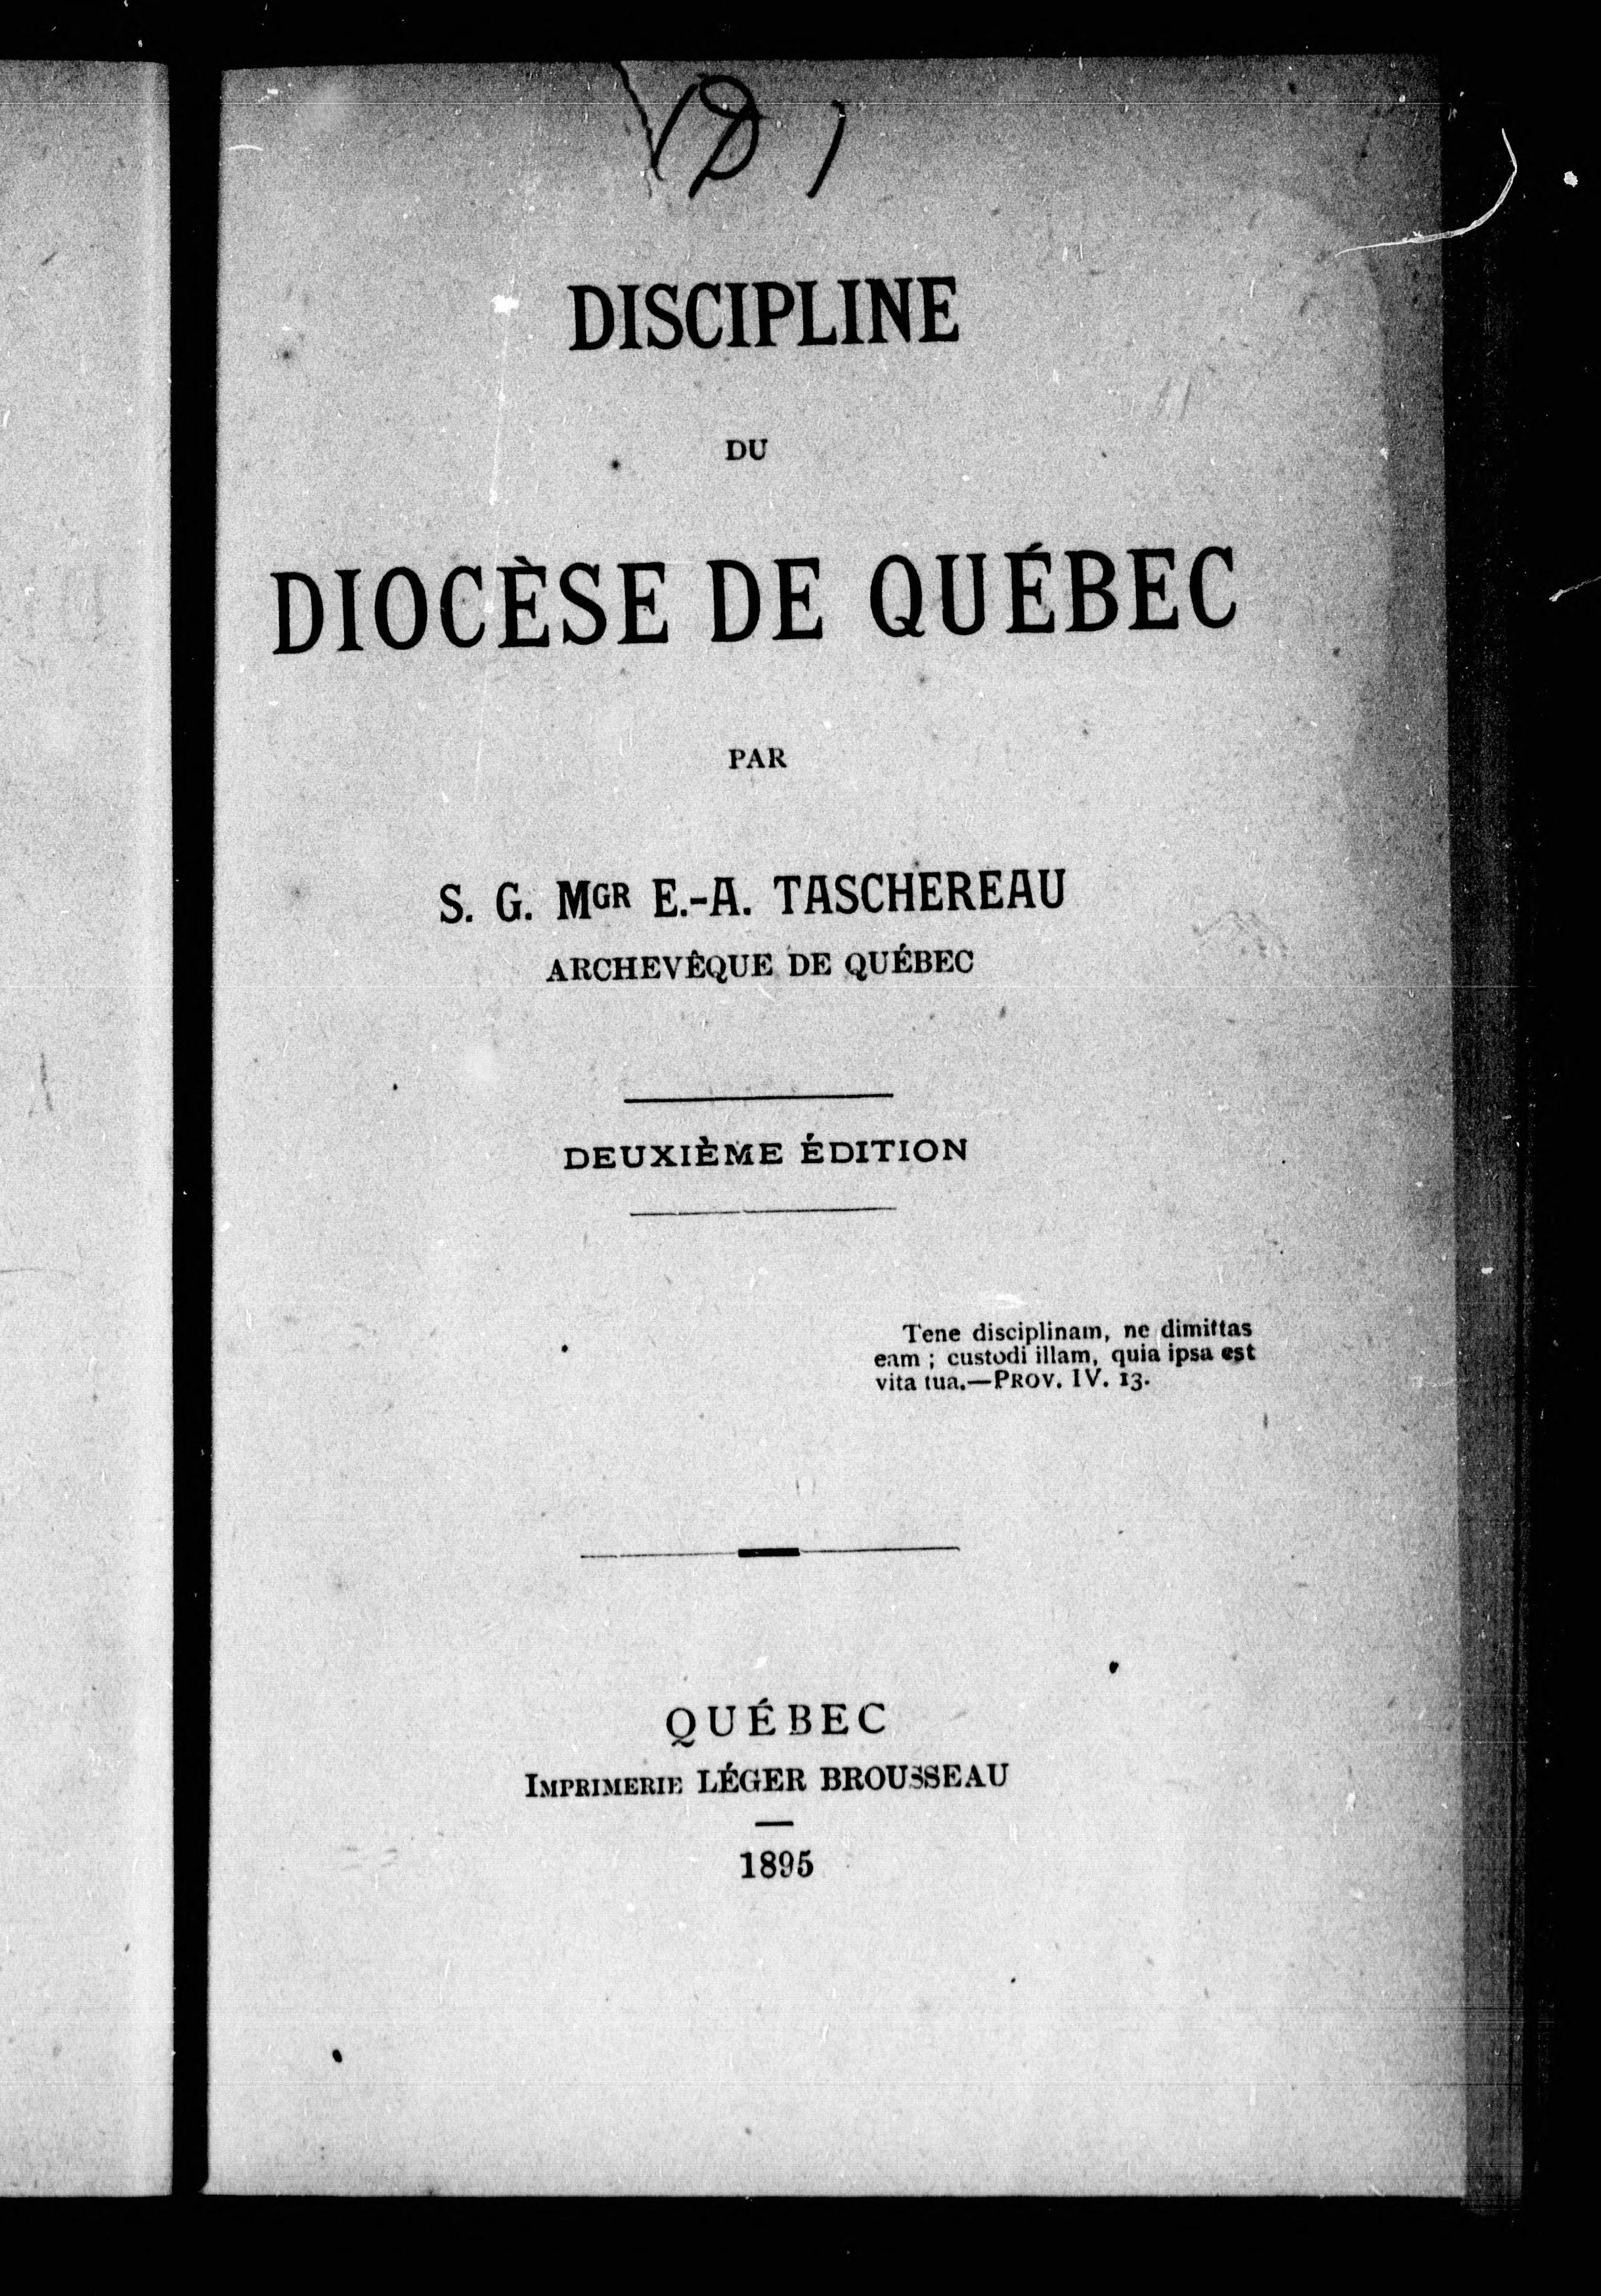 (D)
DISCIPLINE
DU
DIOCÈSE DE QUÉBEC
PAR
S. G. MGR E.-A. TASCHEREAU
ARCHEVÊQUE DE QUÉBEC
DEUXIÈME ÉDITION
Tene disciplinam, ne dimittas
eam ; custodi illam, quia ipsa est
vita tua.—PROV. IV. 13.
QUÉBEC
IMPRIMERIE LÉGER BROUSSEAU
1895